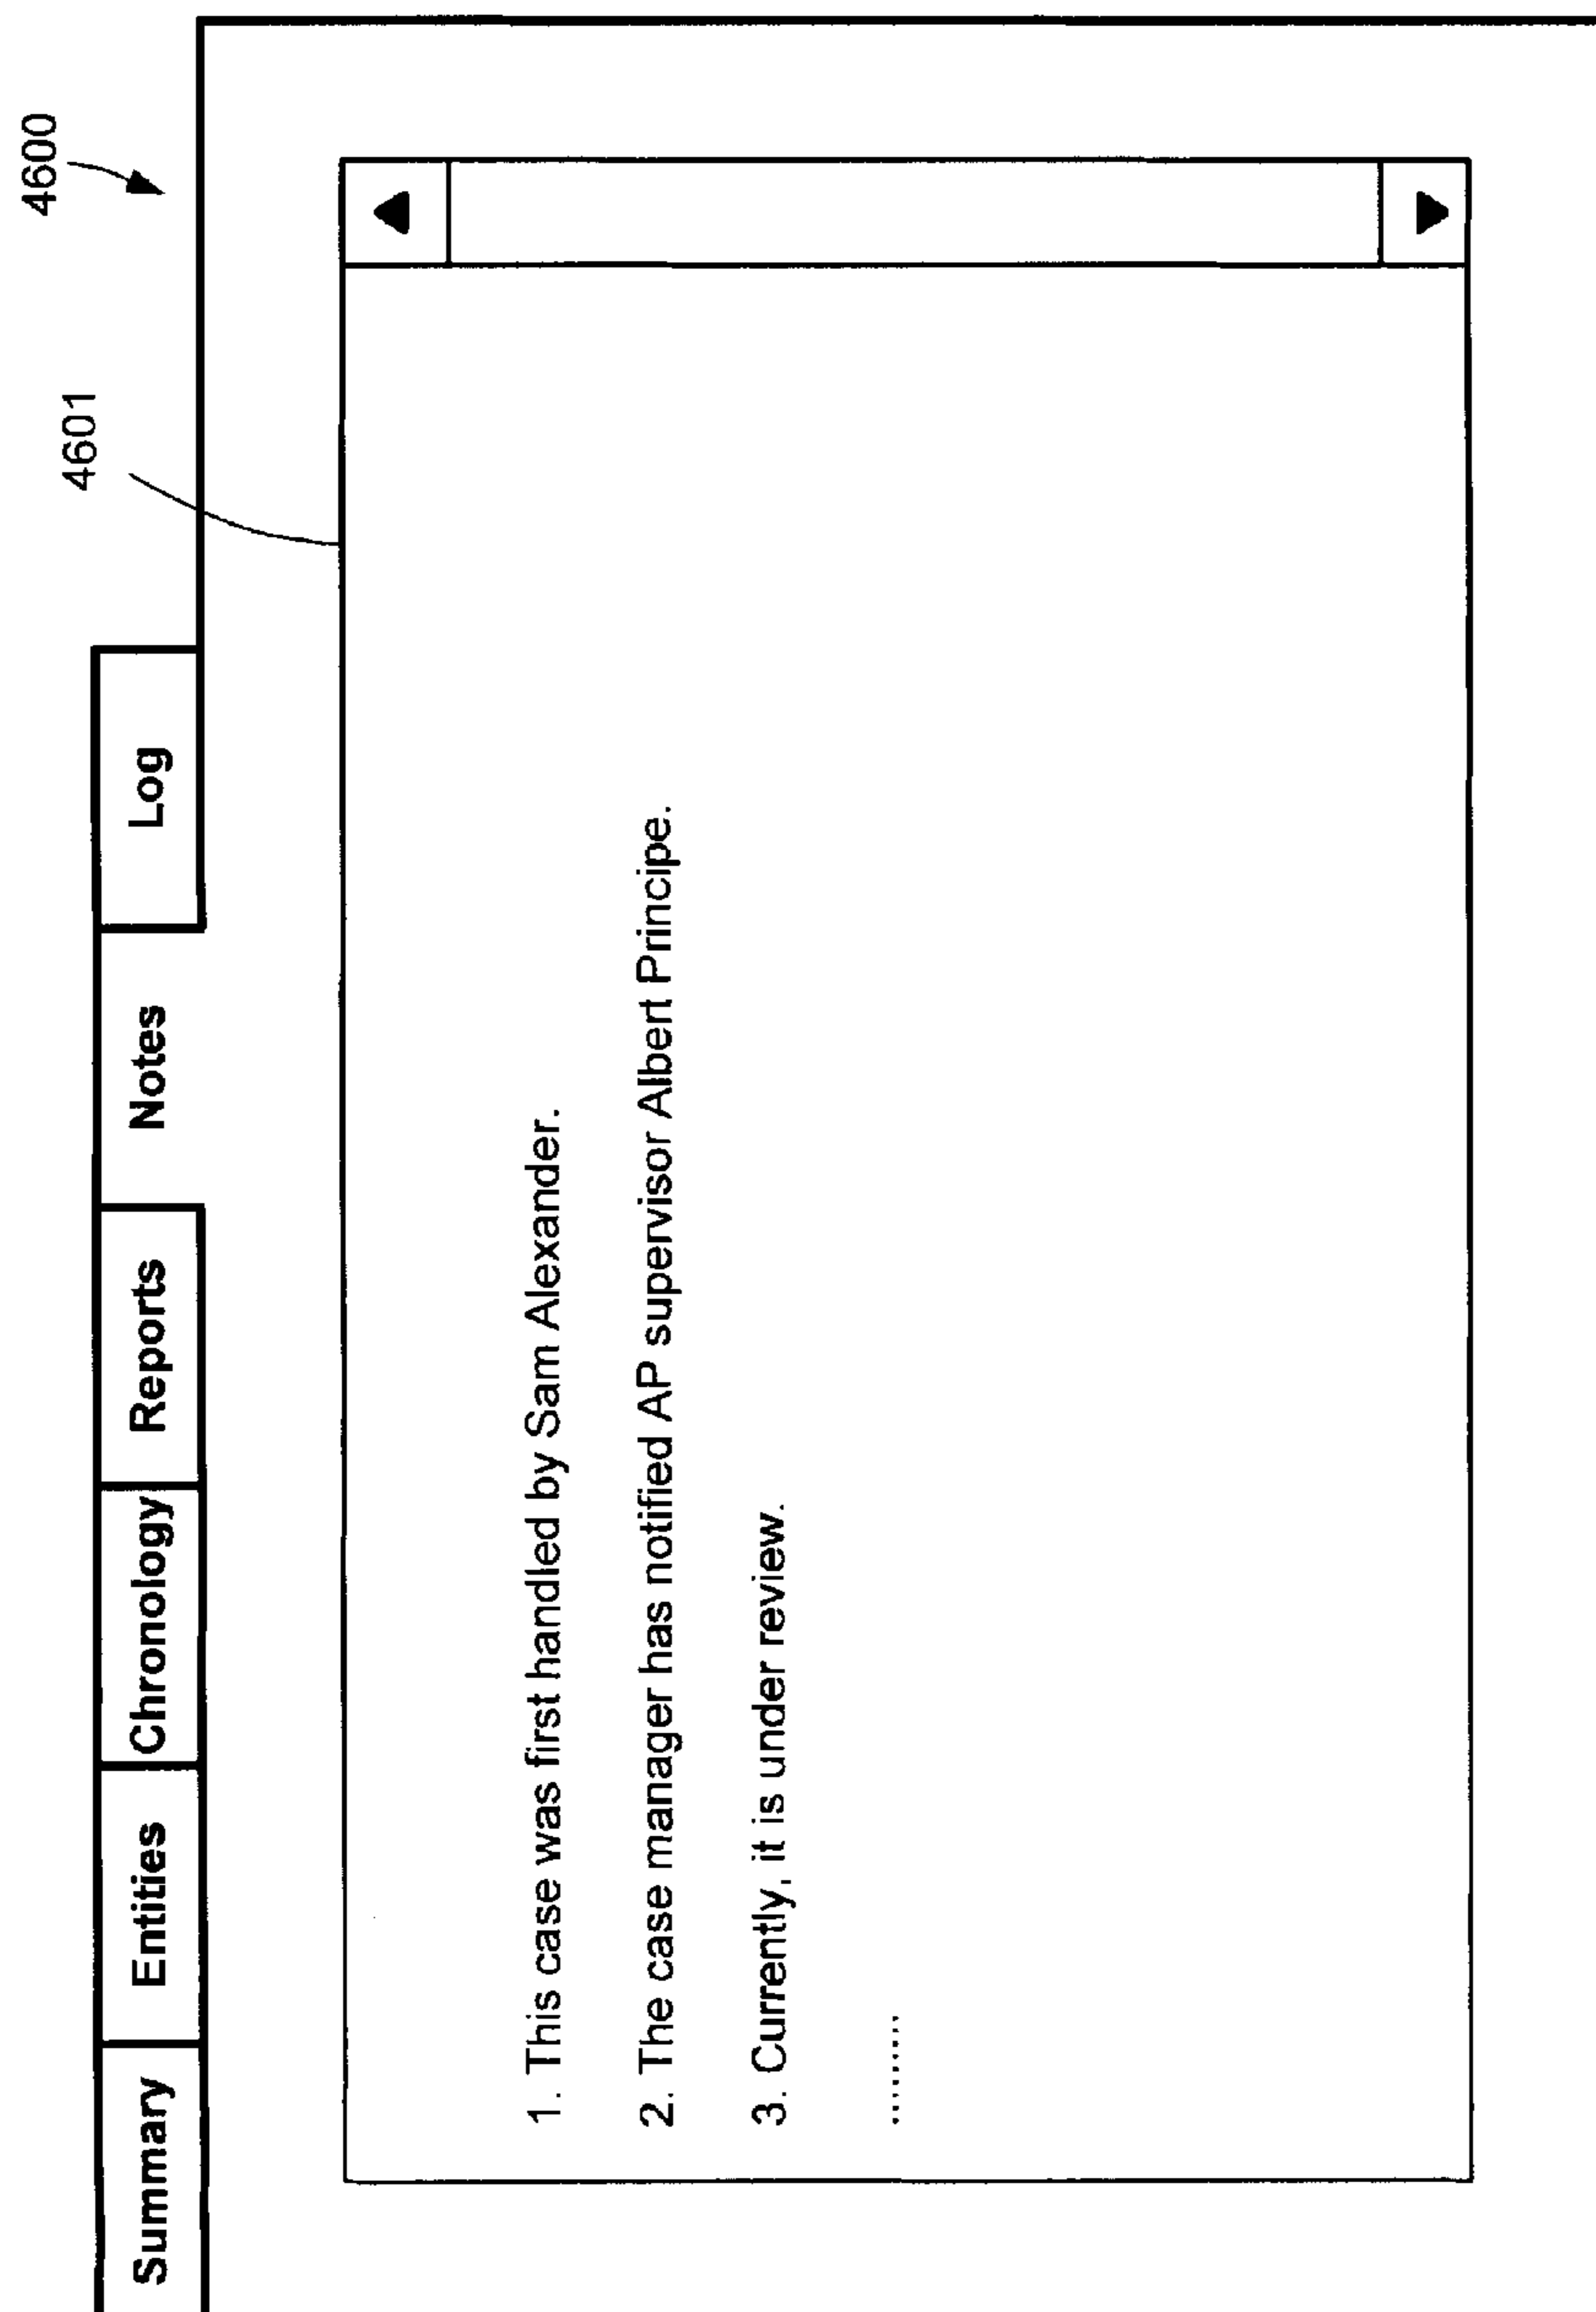 4600
4601
Summary Entities Chronology Reports Notes Log
1. This case was first handled by Sam Alexander.
2. The case manager has notified AP supervisor Albert Principe.
3. Currently, it is under review.
.........